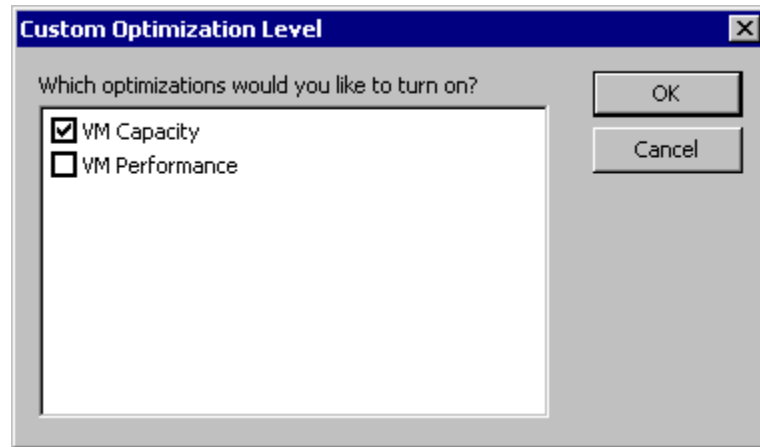 Custom Optimization Level
Which optimizations would you like to turn on?
OK
VM Capacity
Cancel
VM Performance